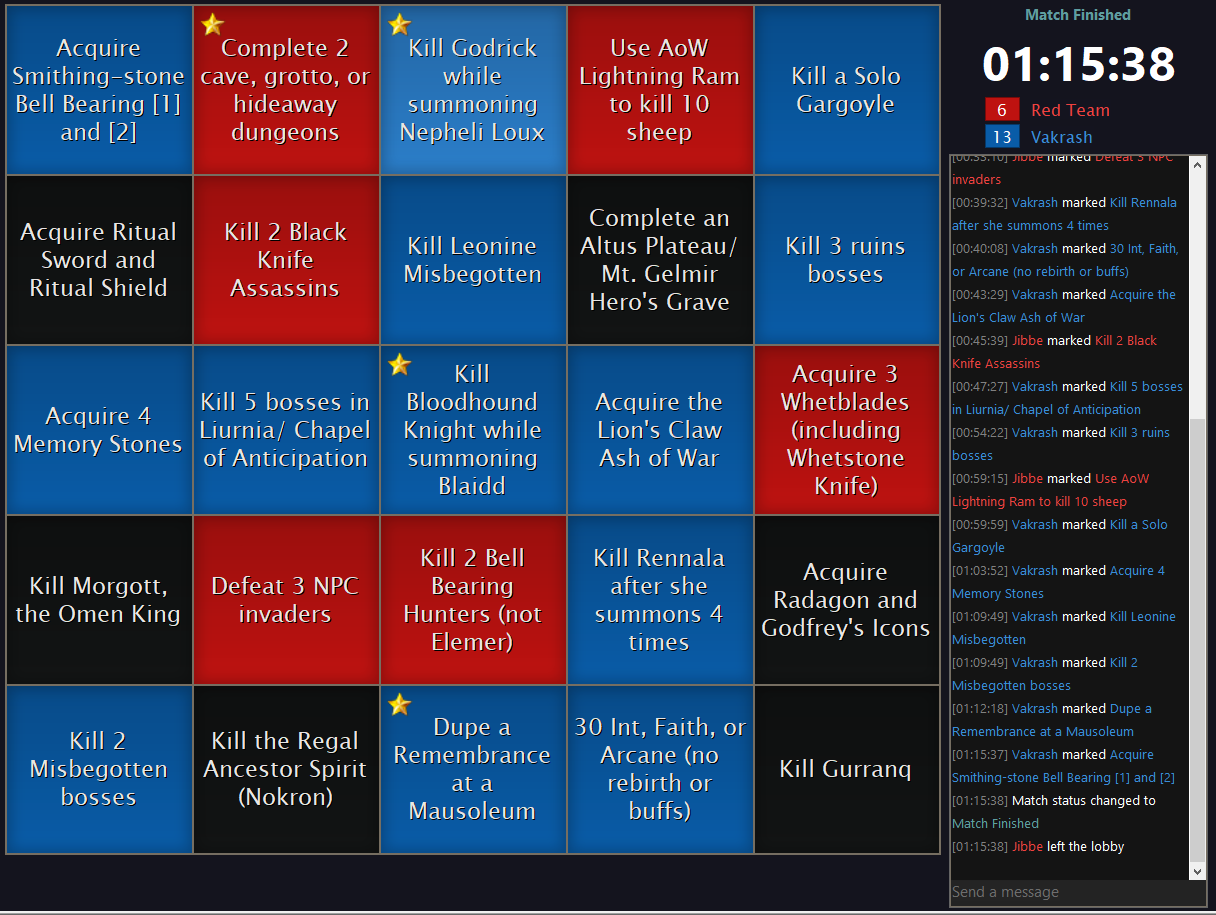 Acquire
Smithing-stone
Bell Bearing [1]
and [2]
Complete 2
cave, grotto, or
hideaway
dungeons
Kill Godrick
while
summoning
Nepheli Loux
Use AoW
Lightning Ram
to kill 10
sheep
Kill a Solo
Gargoyle
Acquire Ritual
Sword and
Ritual Shield
Kill 2 Black
Knife
Assassins
Kill Leonine
Misbegotten
Complete an
Altus Plateau/
Mt. Gelmir
Hero's Grave
Kill 3 ruins
bosses
Acquire 4
Memory Stones
Kill 5 bosses in
Liurnia/ Chapel
of Anticipation
Kill
Bloodhound
Knight while
summoning
Blaidd
Acquire the
Lion's Claw
Ash of War
Acquire 3
Whetblades
(including
Whetstone
Knife)
Kill Morgott,
the Omen King
Defeat 3 NPC
invaders
Kill 2 Bell
Bearing
Hunters (not
Elemer)
Kill Rennala
after she
summons 4
times
Acquire
Radagon and
Godfrey's Icons
Kill 2
Misbegotten
bosses
Kill the Regal
Ancestor Spirit
(Nokron)
Dupe a
Remembrance
at a
Mausoleum
30 Int, Faith, or
Arcane (no
rebirth or
buffs)
Kill Gurranq
Match Finished
01:15:38
6 Red Team
13 Vakrash
[00:33:10] Jibbe marked Defeat 3 NPC
invaders
[00:39:32] Vakrash marked Kill Rennala
after she summons 4 times
[00:40:08] Vakrash marked 30 Int, Faith,
or Arcane (no rebirth or buffs)
[00:43:29] Vakrash marked Acquire the
Lion's Claw Ash of War
[00:45:39] Jibbe marked Kill 2 Black
Knife Assassins
[00:47:27] Vakrash marked Kill 5 bosses
in Liurnia/ Chapel of Anticipation
[00:54:22] Vakrash marked Kill 3 ruins
bosses
[00:59:15] Jibbe marked Use AoW
Lightning Ram to kill 10 sheep
[00:59:59] Vakrash marked Kill a Solo
Gargoyle
[01:03:52] Vakrash marked Acquire 4
Memory Stones
[01:09:49] Vakrash marked Kill Leonine
Misbegotten
[01:09:49] Vakrash marked Kill 2
Misbegotten bosses
[01:12:18] Vakrash marked Dupe a
Remembrance at a Mausoleum
[01:15:37] Vakrash marked Acquire
Smithing-stone Bell Bearing [1] and [2]
[01:15:38] Match status changed to
Match Finished
[01:15:38] Jibbe left the lobby
Send a message